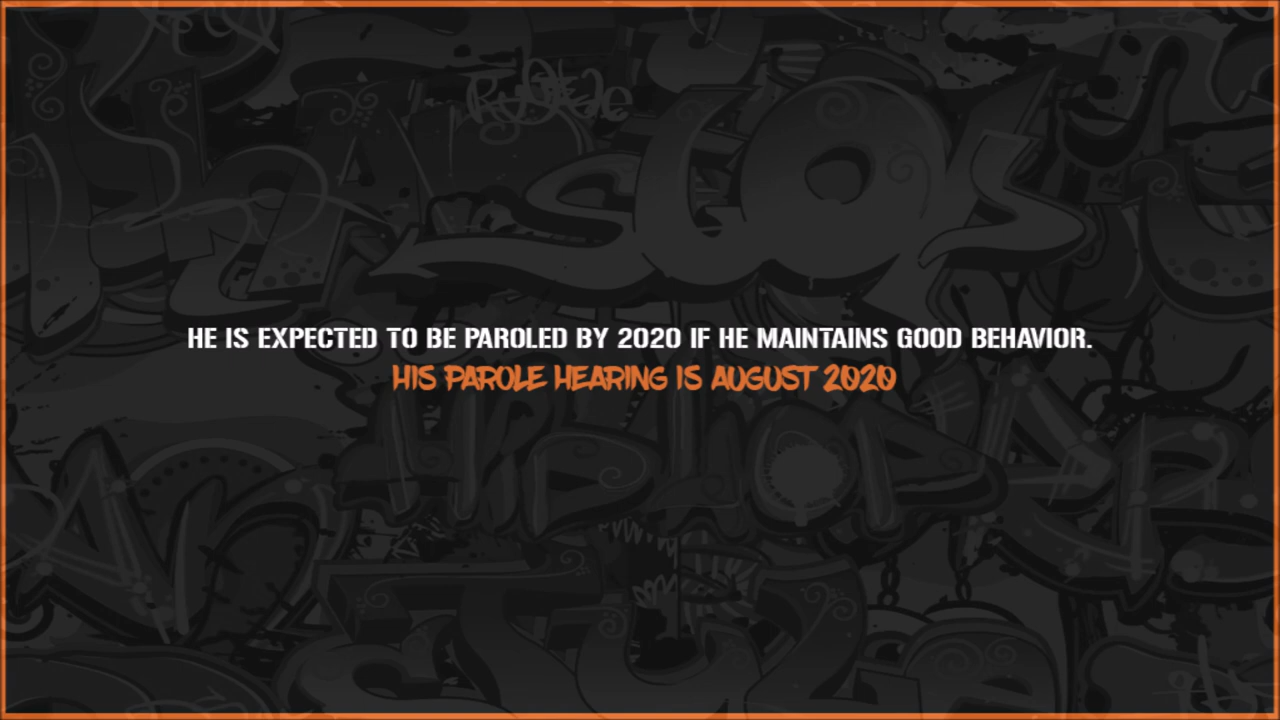 HE IS EXPECTED TO BE PAROLED BY 2020 IF HE MAINTAINS GOOD BEHAVIOR.
HIS PAROLE HEARING IS AUGUST 2020